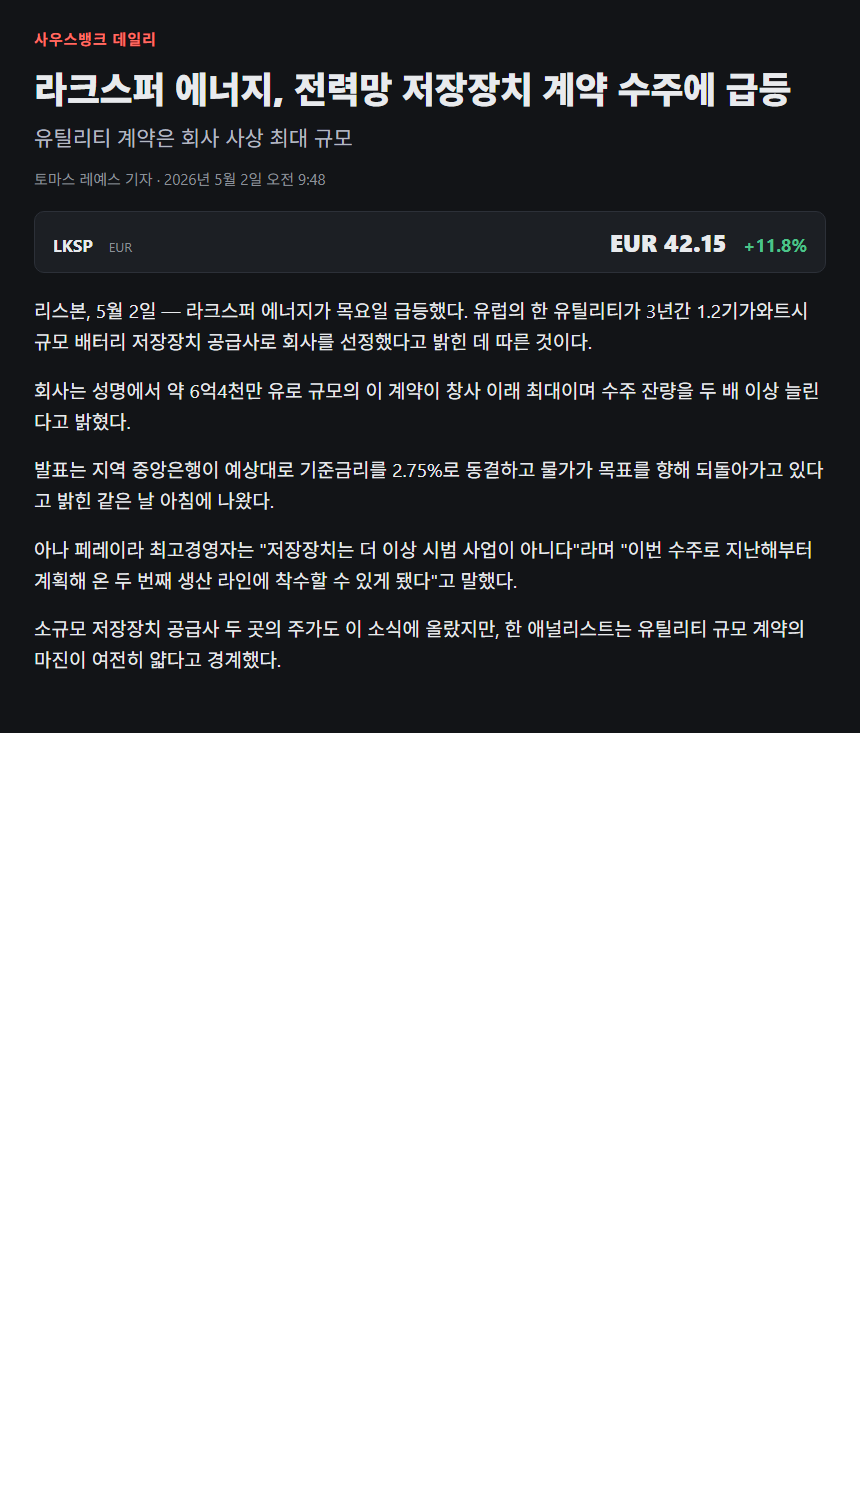 사우스뱅크 데일리
라크스퍼 에너지, 전력망 저장장치 계약 수주에 급등
유틸리티 계약은 회사 사상 최대 규모
토마스 레예스 기자 · 2026년 5월 2일 오전 9:48
LKSP EUR EUR 42.15 +11.8%
리스본, 5월 2일 — 라크스퍼 에너지가 목요일 급등했다. 유럽의 한 유틸리티가 3년간 1.2기가와트시
규모 배터리 저장장치 공급사로 회사를 선정했다고 밝힌 데 따른 것이다.
회사는 성명에서 약 6억4천만 유로 규모의 이 계약이 창사 이래 최대이며 수주 잔량을 두 배 이상 늘린
다고 밝혔다.
발표는 지역 중앙은행이 예상대로 기준금리를 2.75%로 동결하고 물가가 목표를 향해 되돌아가고 있다
고 밝힌 같은 날 아침에 나왔다.
아나 페레이라 최고경영자는 "저장장치는 더 이상 시범 사업이 아니다"라며 "이번 수주로 지난해부터
계획해 온 두 번째 생산 라인에 착수할 수 있게 됐다"고 말했다.
소규모 저장장치 공급사 두 곳의 주가도 이 소식에 올랐지만, 한 애널리스트는 유틸리티 규모 계약의
마진이 여전히 얇다고 경계했다.